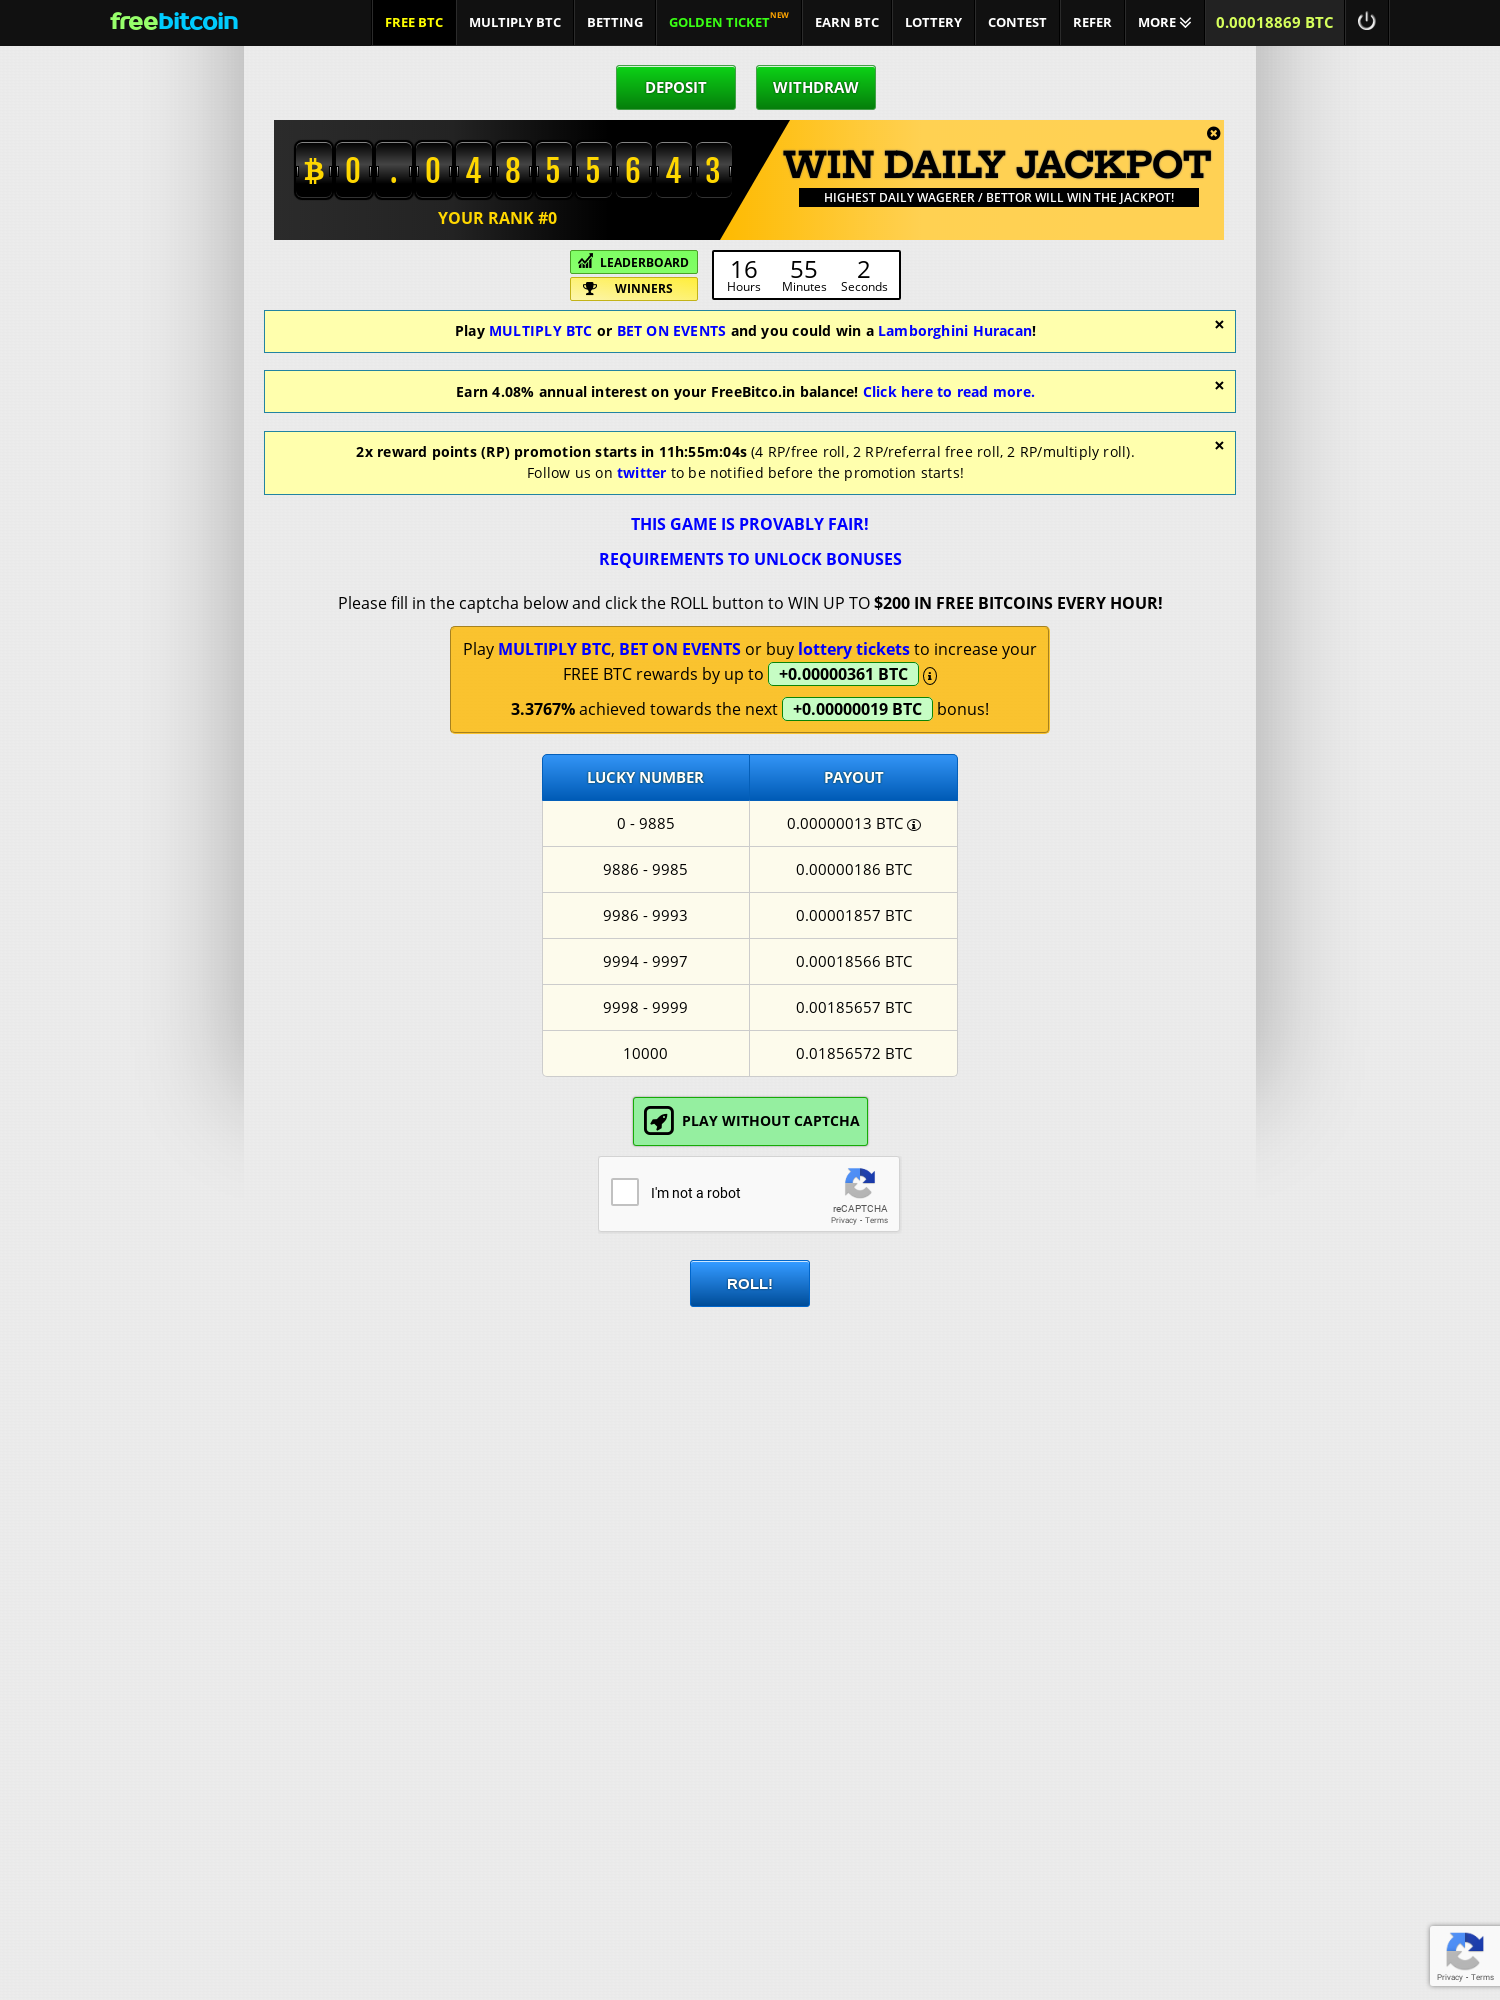 freebitcoin
FREE BTC MULTIPLY BTC BETTING GOLDEN TICKET NEW EARN BTC LOTTERY CONTEST REFER MORE 0.00018869 BTC
DEPOSIT WITHDRAW
₿0.04855643
WIN DAILY JACKPOT
HIGHEST DAILY WAGERER / BETTOR WILL WIN THE JACKPOT!
YOUR RANK #0
LEADERBOARD
WINNERS
16 55 2
Hours Minutes Seconds
Play MULTIPLY BTC or BET ON EVENTS and you could win a Lamborghini Huracan!
Earn 4.08% annual interest on your FreeBitco.in balance! Click here to read more.
2x reward points (RP) promotion starts in 11h:55m:04s (4 RP/free roll, 2 RP/referral free roll, 2 RP/multiply roll).
Follow us on twitter to be notified before the promotion starts!
THIS GAME IS PROVABLY FAIR!
REQUIREMENTS TO UNLOCK BONUSES
Please fill in the captcha below and click the ROLL button to WIN UP TO $200 IN FREE BITCOINS EVERY HOUR!
Play MULTIPLY BTC, BET ON EVENTS or buy lottery tickets to increase your
FREE BTC rewards by up to +0.00000361 BTC
3.3767% achieved towards the next +0.00000019 BTC bonus!
LUCKY NUMBER PAYOUT
0 - 9885 0.00000013 BTC
9886 - 9985 0.00000186 BTC
9986 - 9993 0.00001857 BTC
9994 - 9997 0.00018566 BTC
9998 - 9999 0.00185657 BTC
10000 0.01856572 BTC
PLAY WITHOUT CAPTCHA
I'm not a robot
reCAPTCHA
Privacy - Terms
ROLL!
Privacy - Terms